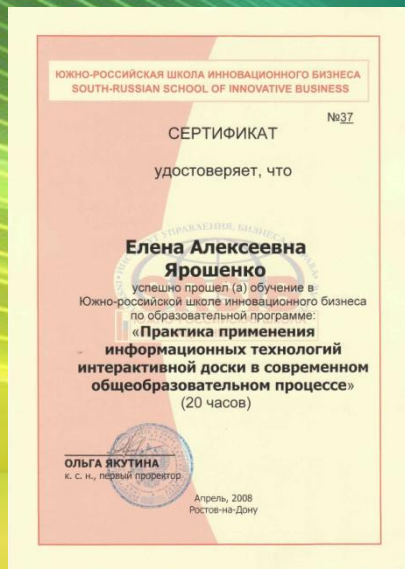 ЮЖНО-РОССИЙСКАЯ ШКОЛА ИННОВАЦИОННОГО БИЗНЕСА
SOUTH-RUSSIAN SCHOOL OF INNOVATIVE BUSINESS
№37
СЕРТИФИКАТ
удостоверяет, что
Елена Алексеевна
Ярошенко
успешно прошел (а) обучение в
Южно-российской школе инновационного бизнеса
по образовательной программе:
«Практика применения
информационных технологий
интерактивной доски в современном
общеобразовательном процессе»
(20 часов)
ОЛЬГА ЯКУТИНА
к. с. н., первый проректор
Апрель, 2008
Ростов-на-Дону